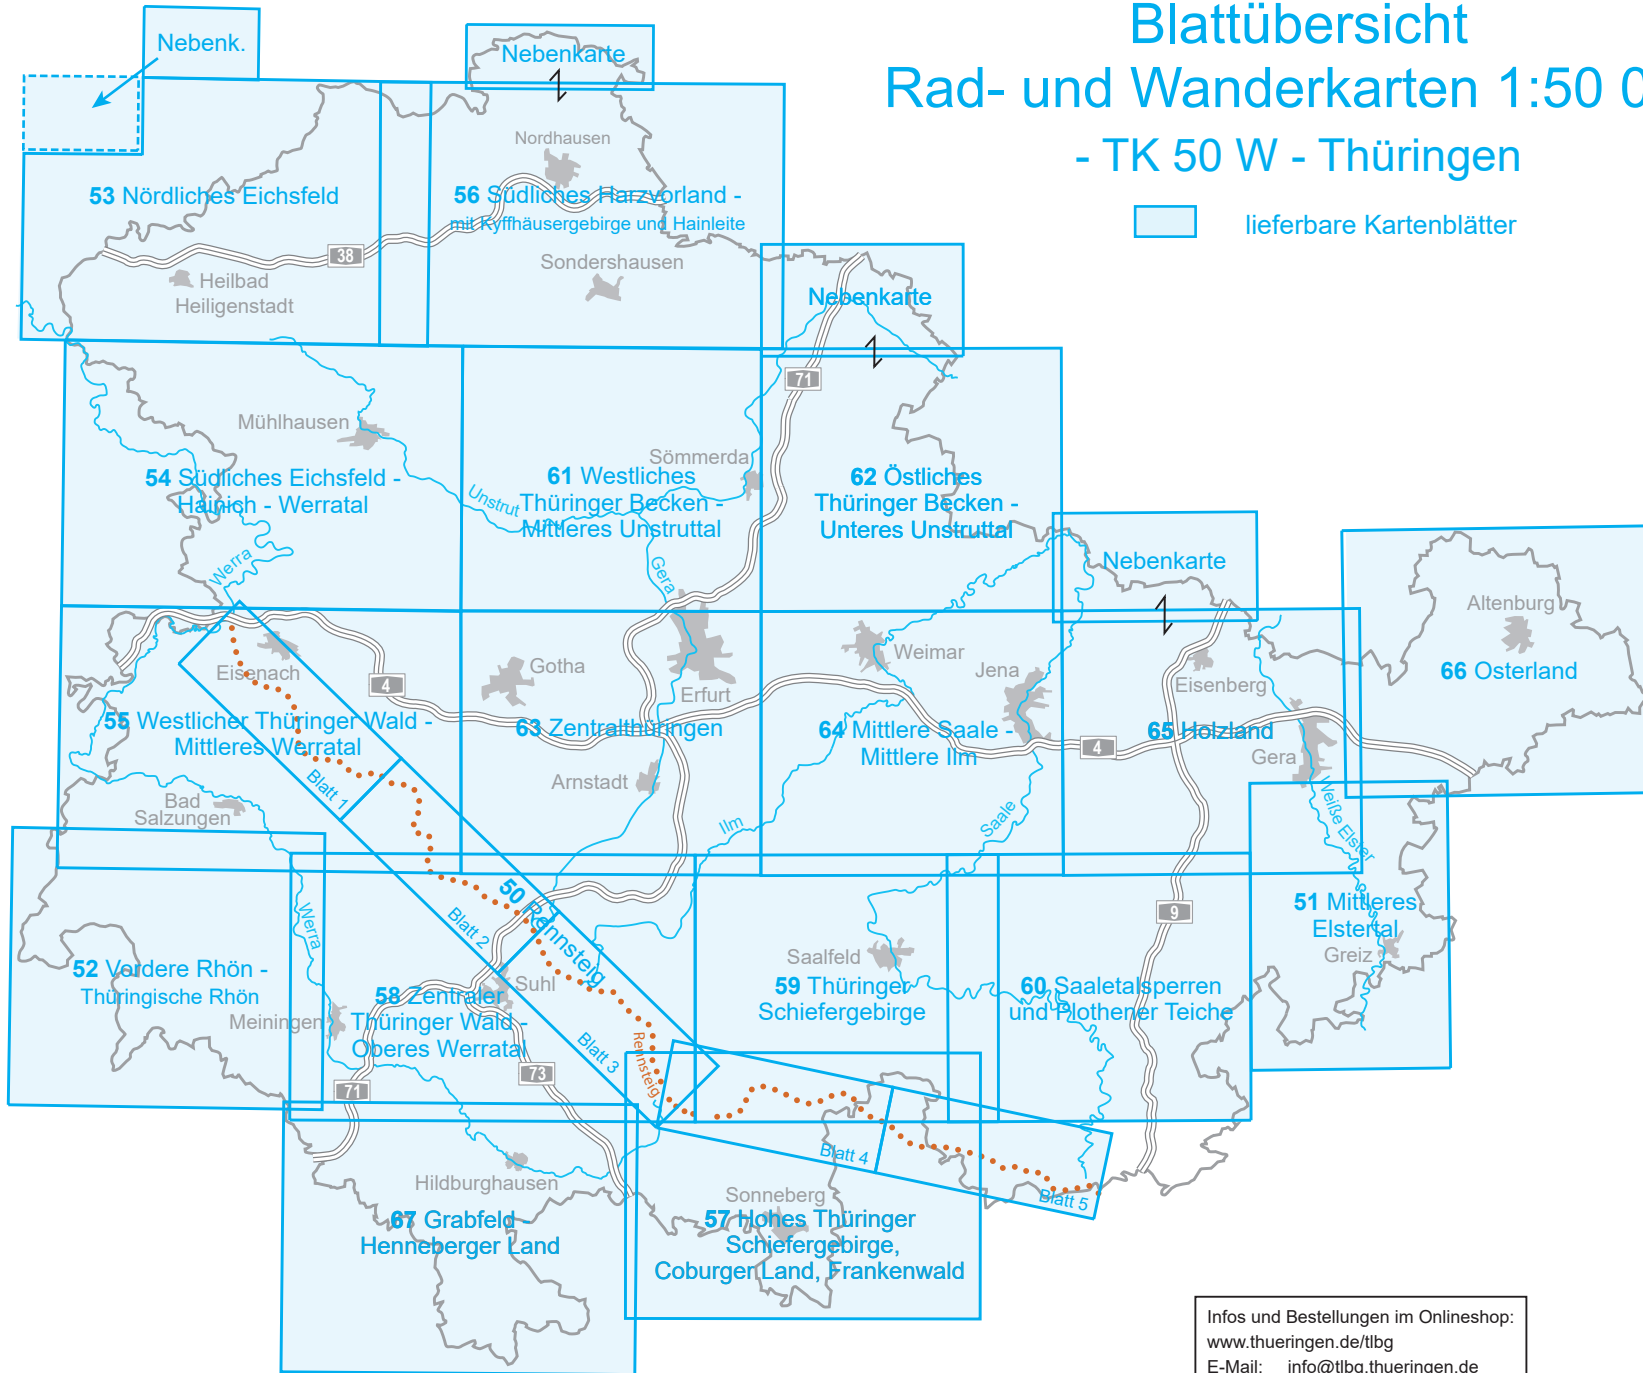 Blattübersicht
Rad- und Wanderkarten 1:50 0
- TK 50 W - Thüringen
lieferbare Kartenblätter
Nebenk.
Nebenkarte
Nordhausen
53 Nördliches Eichsfeld
56 Südliches Harzvorland -
mit Kyffhäusergebirge und Hainleite
38
Heilbad
Heiligenstadt
Sondershausen
Nebenkarte
71
Mühlhausen
Sömmerda
54 Südliches Eichsfeld -
Hainich - Werratal
Unstrut
61 Westliches
Thüringer Becken -
Mittleres Unstruttal
62 Östliches
Thüringer Becken -
Unteres Unstruttal
Werra
Gera
Nebenkarte
Altenburg
66 Osterland
Eisenach
4
Gotha
Erfurt
Weimar
Jena
Eisenberg
55 Westlicher Thüringer Wald -
Mittleres Werratal
63 Zentralthüringen
64 Mittlere Saale -
Mittlere Ilm
4
65 Holzland
Gera
Blatt 1
Arnstadt
Bad
Salzungen
Ilm
Saale
Weiße Elster
50 Rennsteig
Blatt 2
Werra
9
51 Mittleres
Elstertal
Greiz
52 Vordere Rhön -
Thüringische Rhön
Saalfeld
59 Thüringer
Schiefergebirge
60 Saaletalsperren
und Plothener Teiche
Suhl
58 Zentraler
Thüringer Wald -
Oberes Werratal
Meiningen
Blatt 3
Rennsteig
71
73
Blatt 4
Blatt 5
Hildburghausen
67 Grabfeld -
Henneberger Land
Sonneberg
57 Hohes Thüringer
Schiefergebirge,
Coburger Land, Frankenwald
Infos und Bestellungen im Onlineshop:
www.thueringen.de/tlbg
E-Mail: info@tlbg.thueringen.de